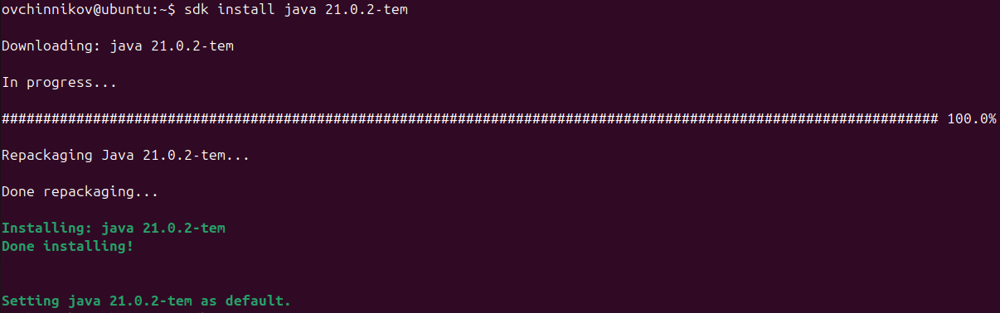 ovchinnikov@ubuntu:~$ sdk install java 21.0.2-tem
Downloading: java 21.0.2-tem
In progress...
################################################################################################################# 100.0%
Repackaging Java 21.0.2-tem...
Done repackaging...
Installing: java 21.0.2-tem
Done installing!
Setting java 21.0.2-tem as default.